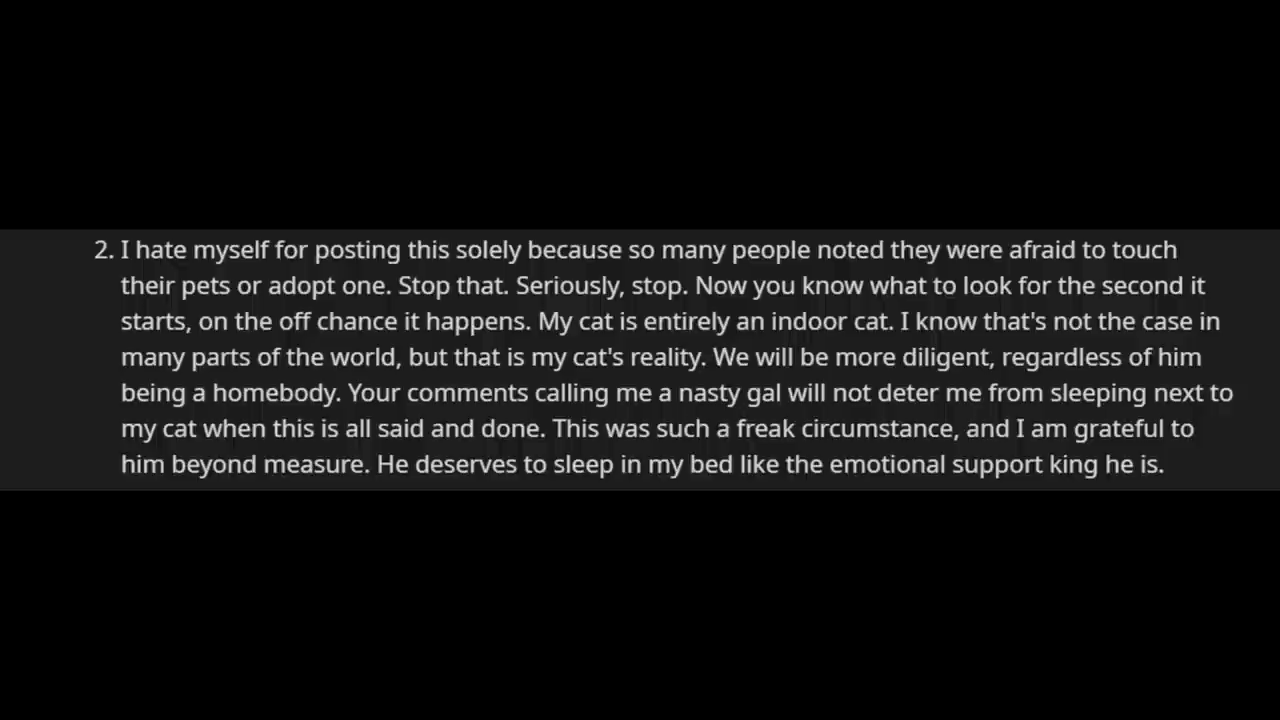 2. I hate myself for posting this solely because so many people noted they were afraid to touch
their pets or adopt one. Stop that. Seriously, stop. Now you know what to look for the second it
starts, on the off chance it happens. My cat is entirely an indoor cat. I know that's not the case in
many parts of the world, but that is my cat's reality. We will be more diligent, regardless of him
being a homebody. Your comments calling me a nasty gal will not deter me from sleeping next to
my cat when this is all said and done. This was such a freak circumstance, and I am grateful to
him beyond measure. He deserves to sleep in my bed like the emotional support king he is.